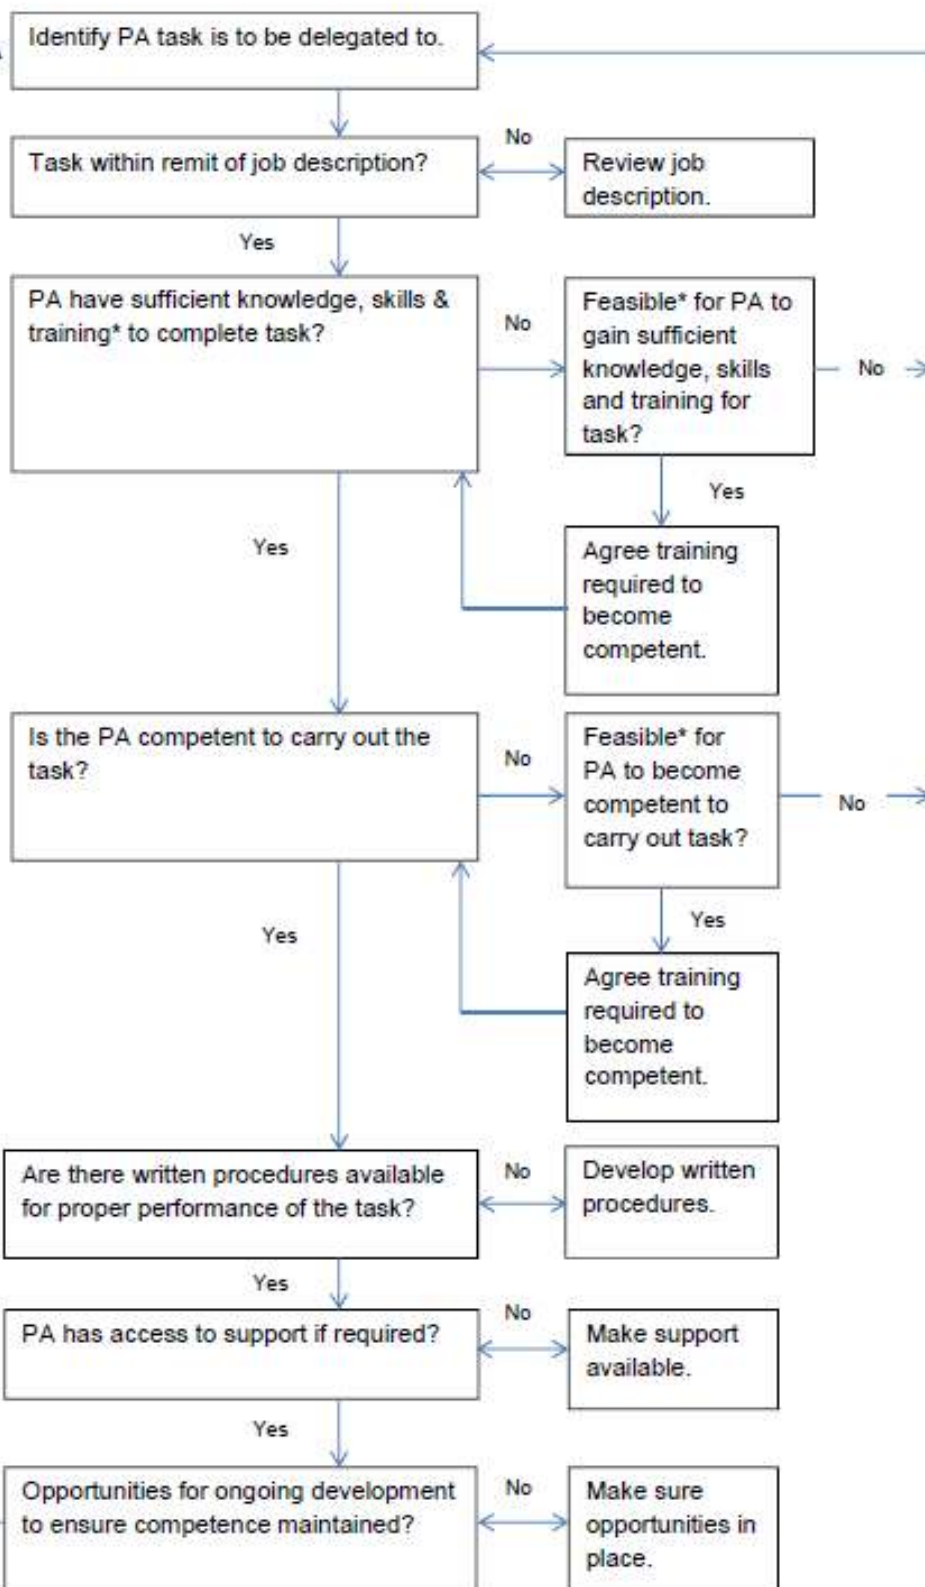 Identify PA task is to be delegated to.
No
Task within remit of job description?
Review job
description.
Yes
PA have sufficient knowledge, skills &
training* to complete task?
No
Feasible* for PA to
gain sufficient
knowledge, skills
and training for
task?
No
Yes
Yes
Agree training
required to
become
competent.
Is the PA competent to carry out the
task?
No
Feasible* for
PA to become
competent to
carry out task?
No
Yes
Yes
Agree training
required to
become
competent.
Are there written procedures available
for proper performance of the task?
No
Develop written
procedures.
Yes
PA has access to support if required?
No
Make support
available.
Yes
Opportunities for ongoing development
to ensure competence maintained?
No
Make sure
opportunities in
place.